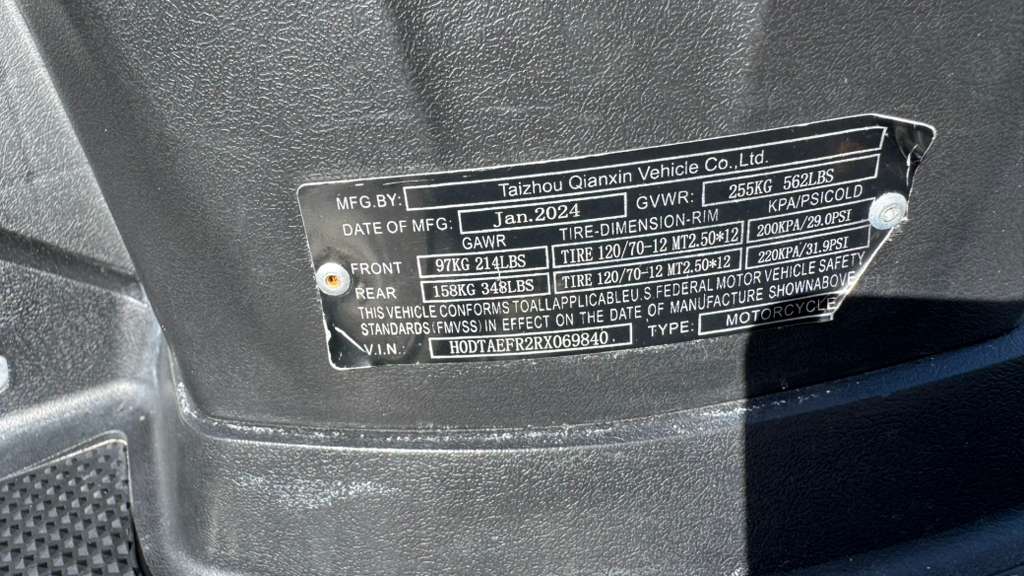 MFG.BY: Taizhou Qianxin Vehicle Co.,Ltd.
DATE OF MFG: Jan.2024 GVWR: 255KG 562LBS
GAWR TIRE-DIMENSION-RIM KPA/PSICOLD
FRONT 97KG 214LBS TIRE 120/70-12 MT2.50*12 200KPA/29.0PSI
REAR 158KG 348LBS TIRE 120/70-12 MT2.50*12 220KPA/31.9PSI
THIS VEHICLE CONFORMS TOALLAPPLICABLEU.S FEDERAL MOTOR VEHICLE SAFETY
STANDARDS(FMVSS)IN EFFECT ON THE DATE OF MANUFACTURE SHOWNABOVE
V.I.N.: H0DTAEFR2RX069840. TYPE: MOTORCYCLE